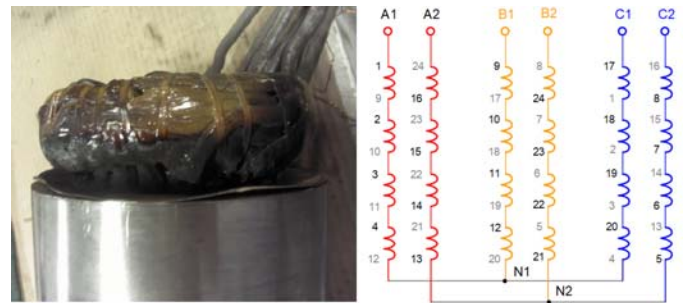 A1 A2 B1 B2 C1 C2
1 24 9 8 17 16
9 16 17 24 1 8
2 23 10 7 18 15
10 15 18 23 2 7
3 22 11 6 19 14
11 14 19 22 3 6
4 21 12 5 20 13
12 13 20 21 4 5
N1
N2